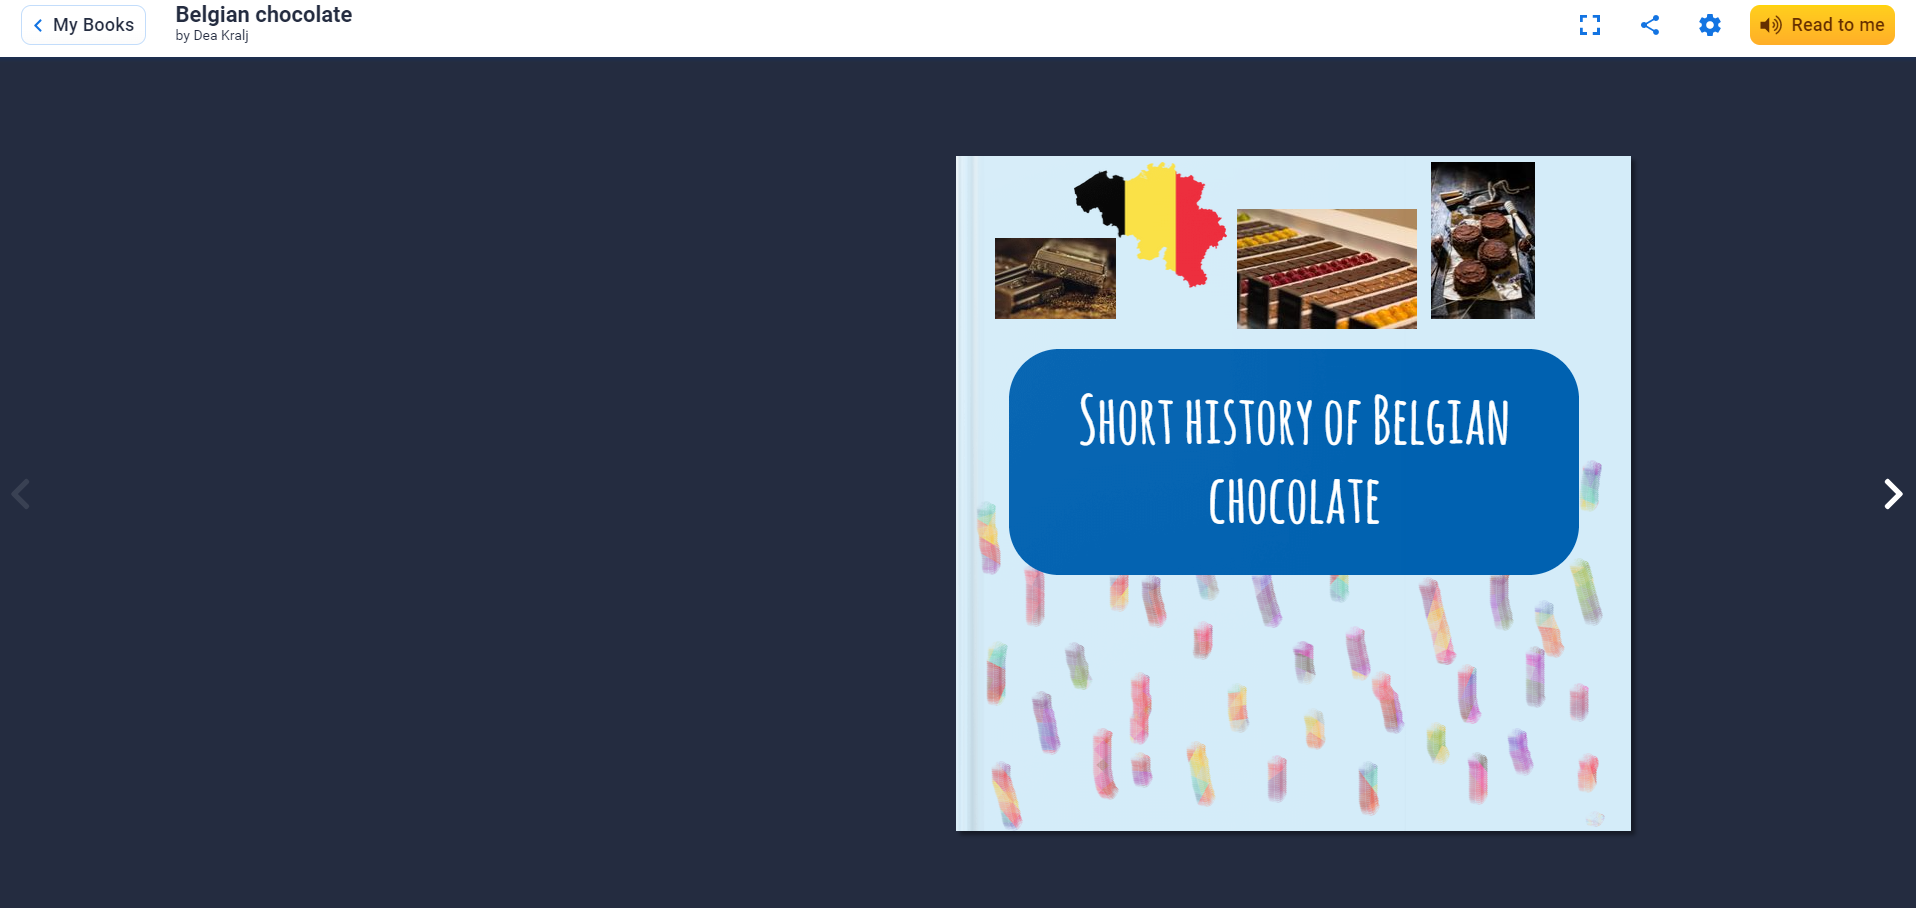 My Books
Belgian chocolate
by Dea Kralj
Read to me
Short history of Belgian
chocolate